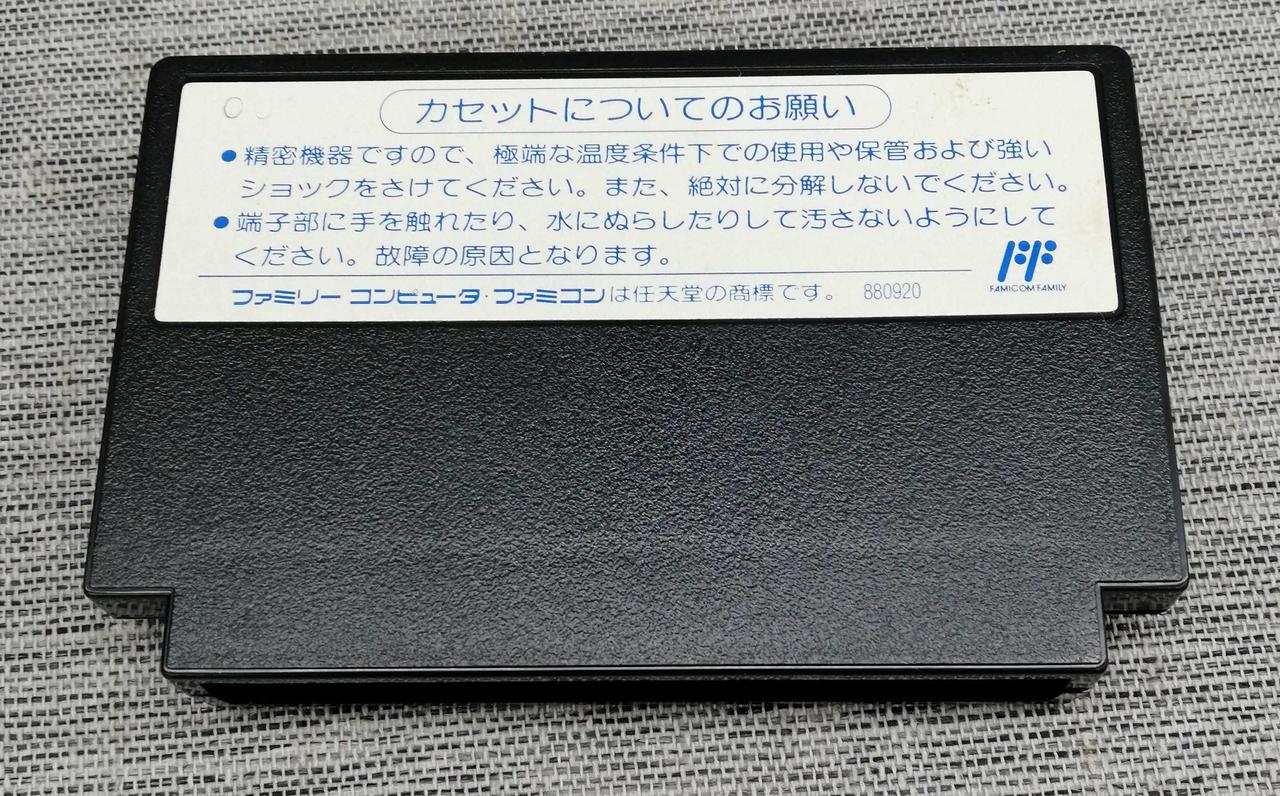 カセットについてのお願い
●精密機器ですので、極端な温度条件下での使用や保管および強い
ショックをさけてください。また、絶対に分解しないでください。
●端子部に手を触れたり、水にぬらしたりして汚さないようにして
ください。故障の原因となります。
FAMICOM FAMILY
ファミリー コンピュータ・ファミコンは任天堂の商標です。 880920